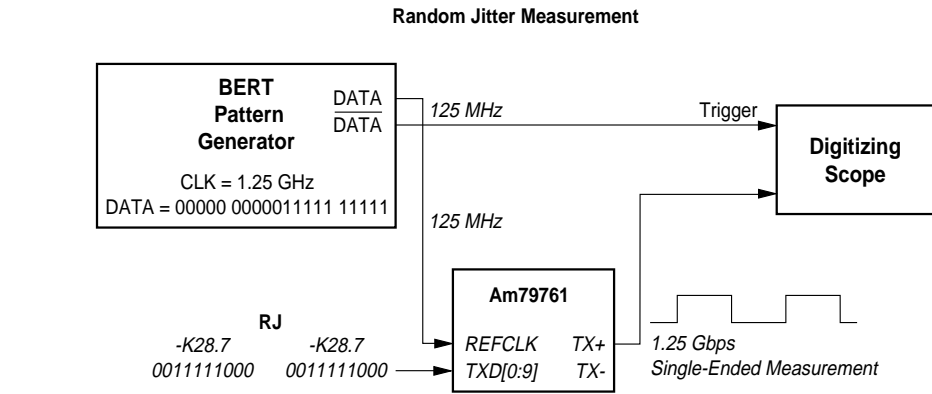 Random Jitter Measurement
BERT
Pattern
Generator
DATA
DATA
CLK = 1.25 GHz
DATA = 00000 0000011111 11111
125 MHz
Trigger
Digitizing
Scope
125 MHz
Am79761
RJ
-K28.7 -K28.7
0011111000 0011111000
REFCLK TX+
TXD[0:9] TX-
1.25 Gbps
Single-Ended Measurement